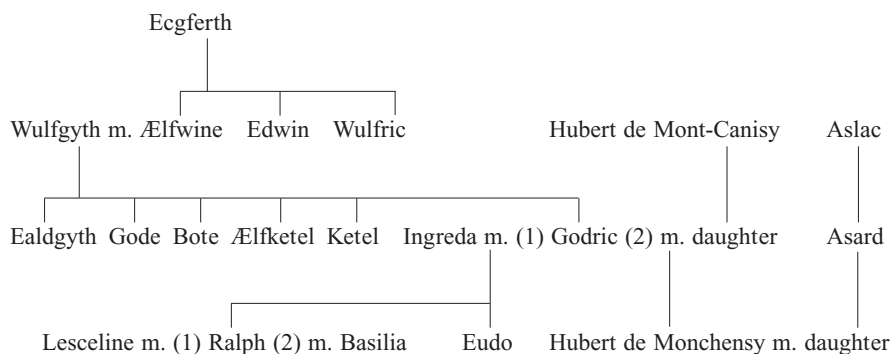 Ecgferth
Wulfgyth m. Ælfwine Edwin Wulfric Hubert de Mont-Canisy Aslac
Ealdgyth Gode Bote Ælfketel Ketel Ingreda m. (1) Godric (2) m. daughter Asard
Lesceline m. (1) Ralph (2) m. Basilia Eudo Hubert de Monchensy m. daughter